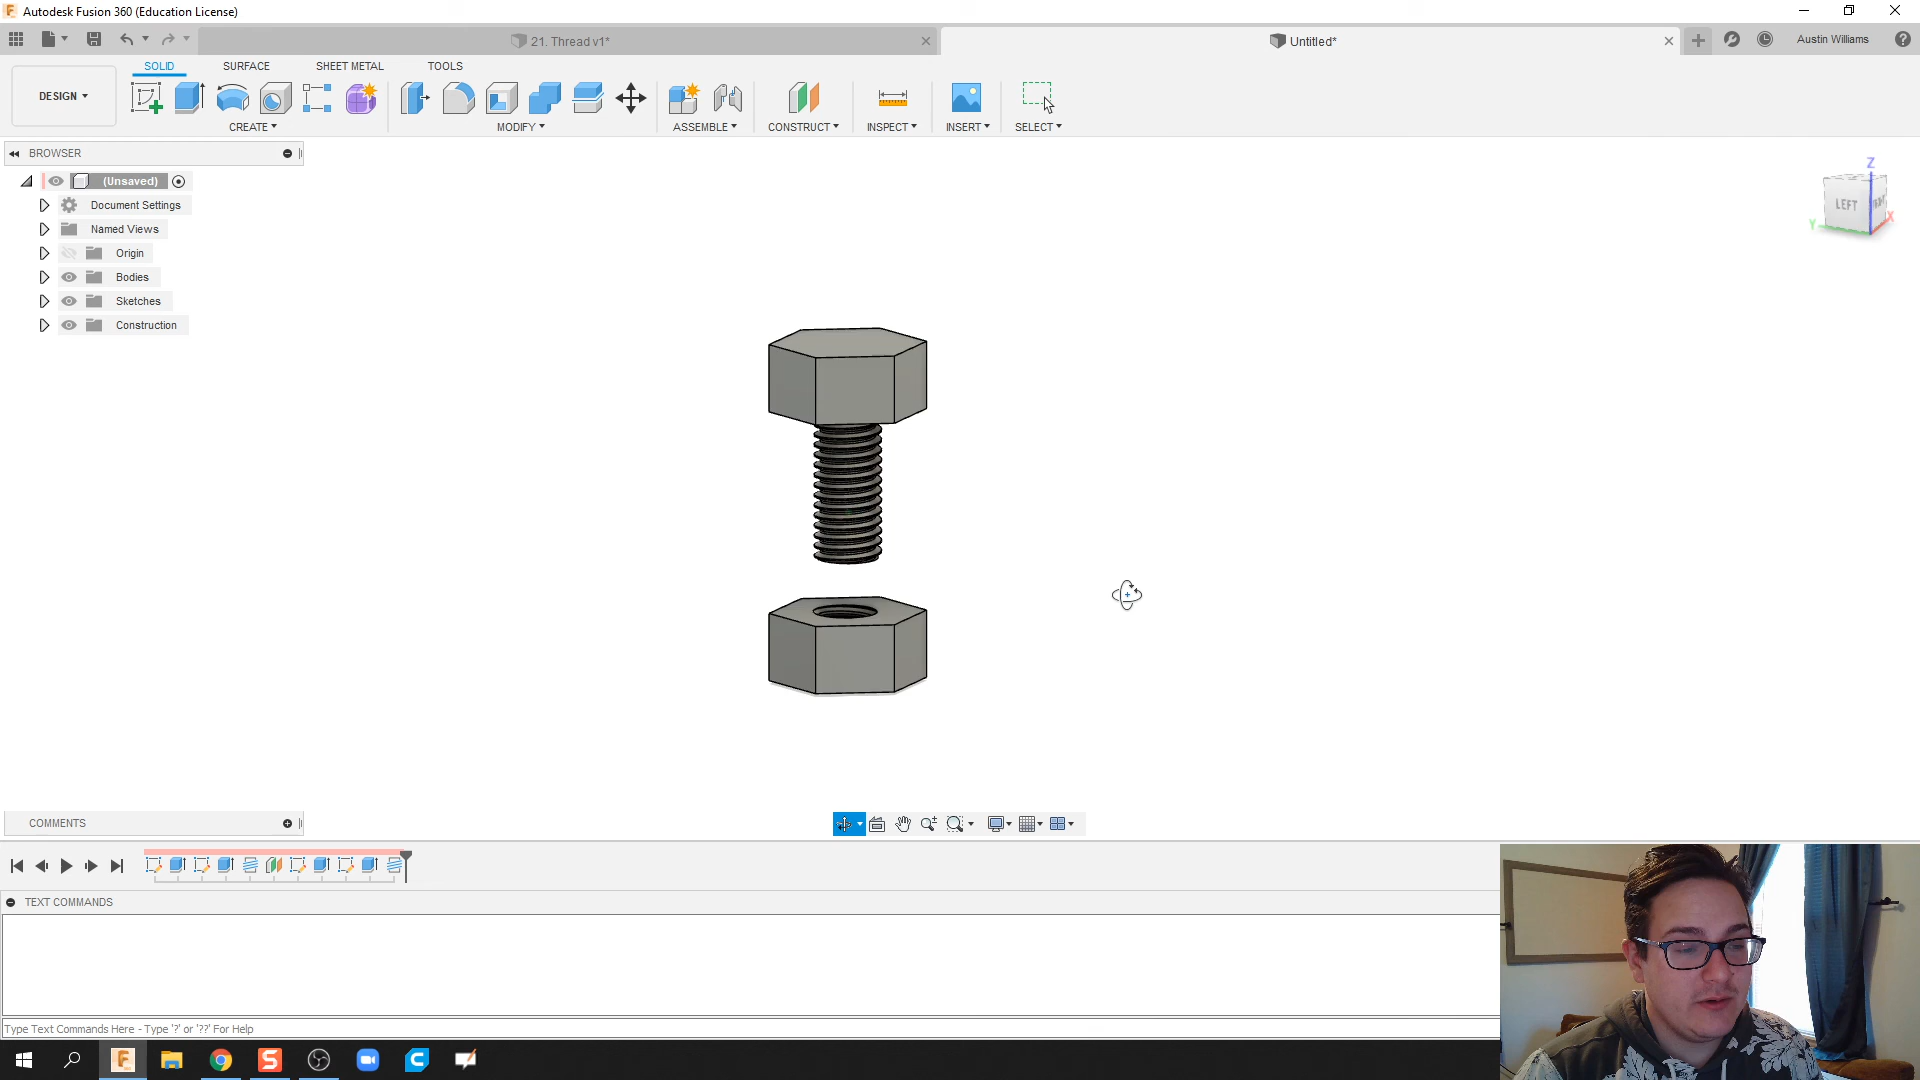 Autodesk Fusion 360 (Education License)
21. Thread v1*
Untitled*
Austin Williams
SOLID
SURFACE
SHEET METAL
TOOLS
DESIGN
CREATE
MODIFY
ASSEMBLE
CONSTRUCT
INSPECT
INSERT
SELECT
BROWSER
(Unsaved)
Document Settings
Named Views
Origin
Bodies
Sketches
Construction
Z
LEFT
Y
X
COMMENTS
TEXT COMMANDS
Type Text Commands Here - Type '?' or '??' For Help